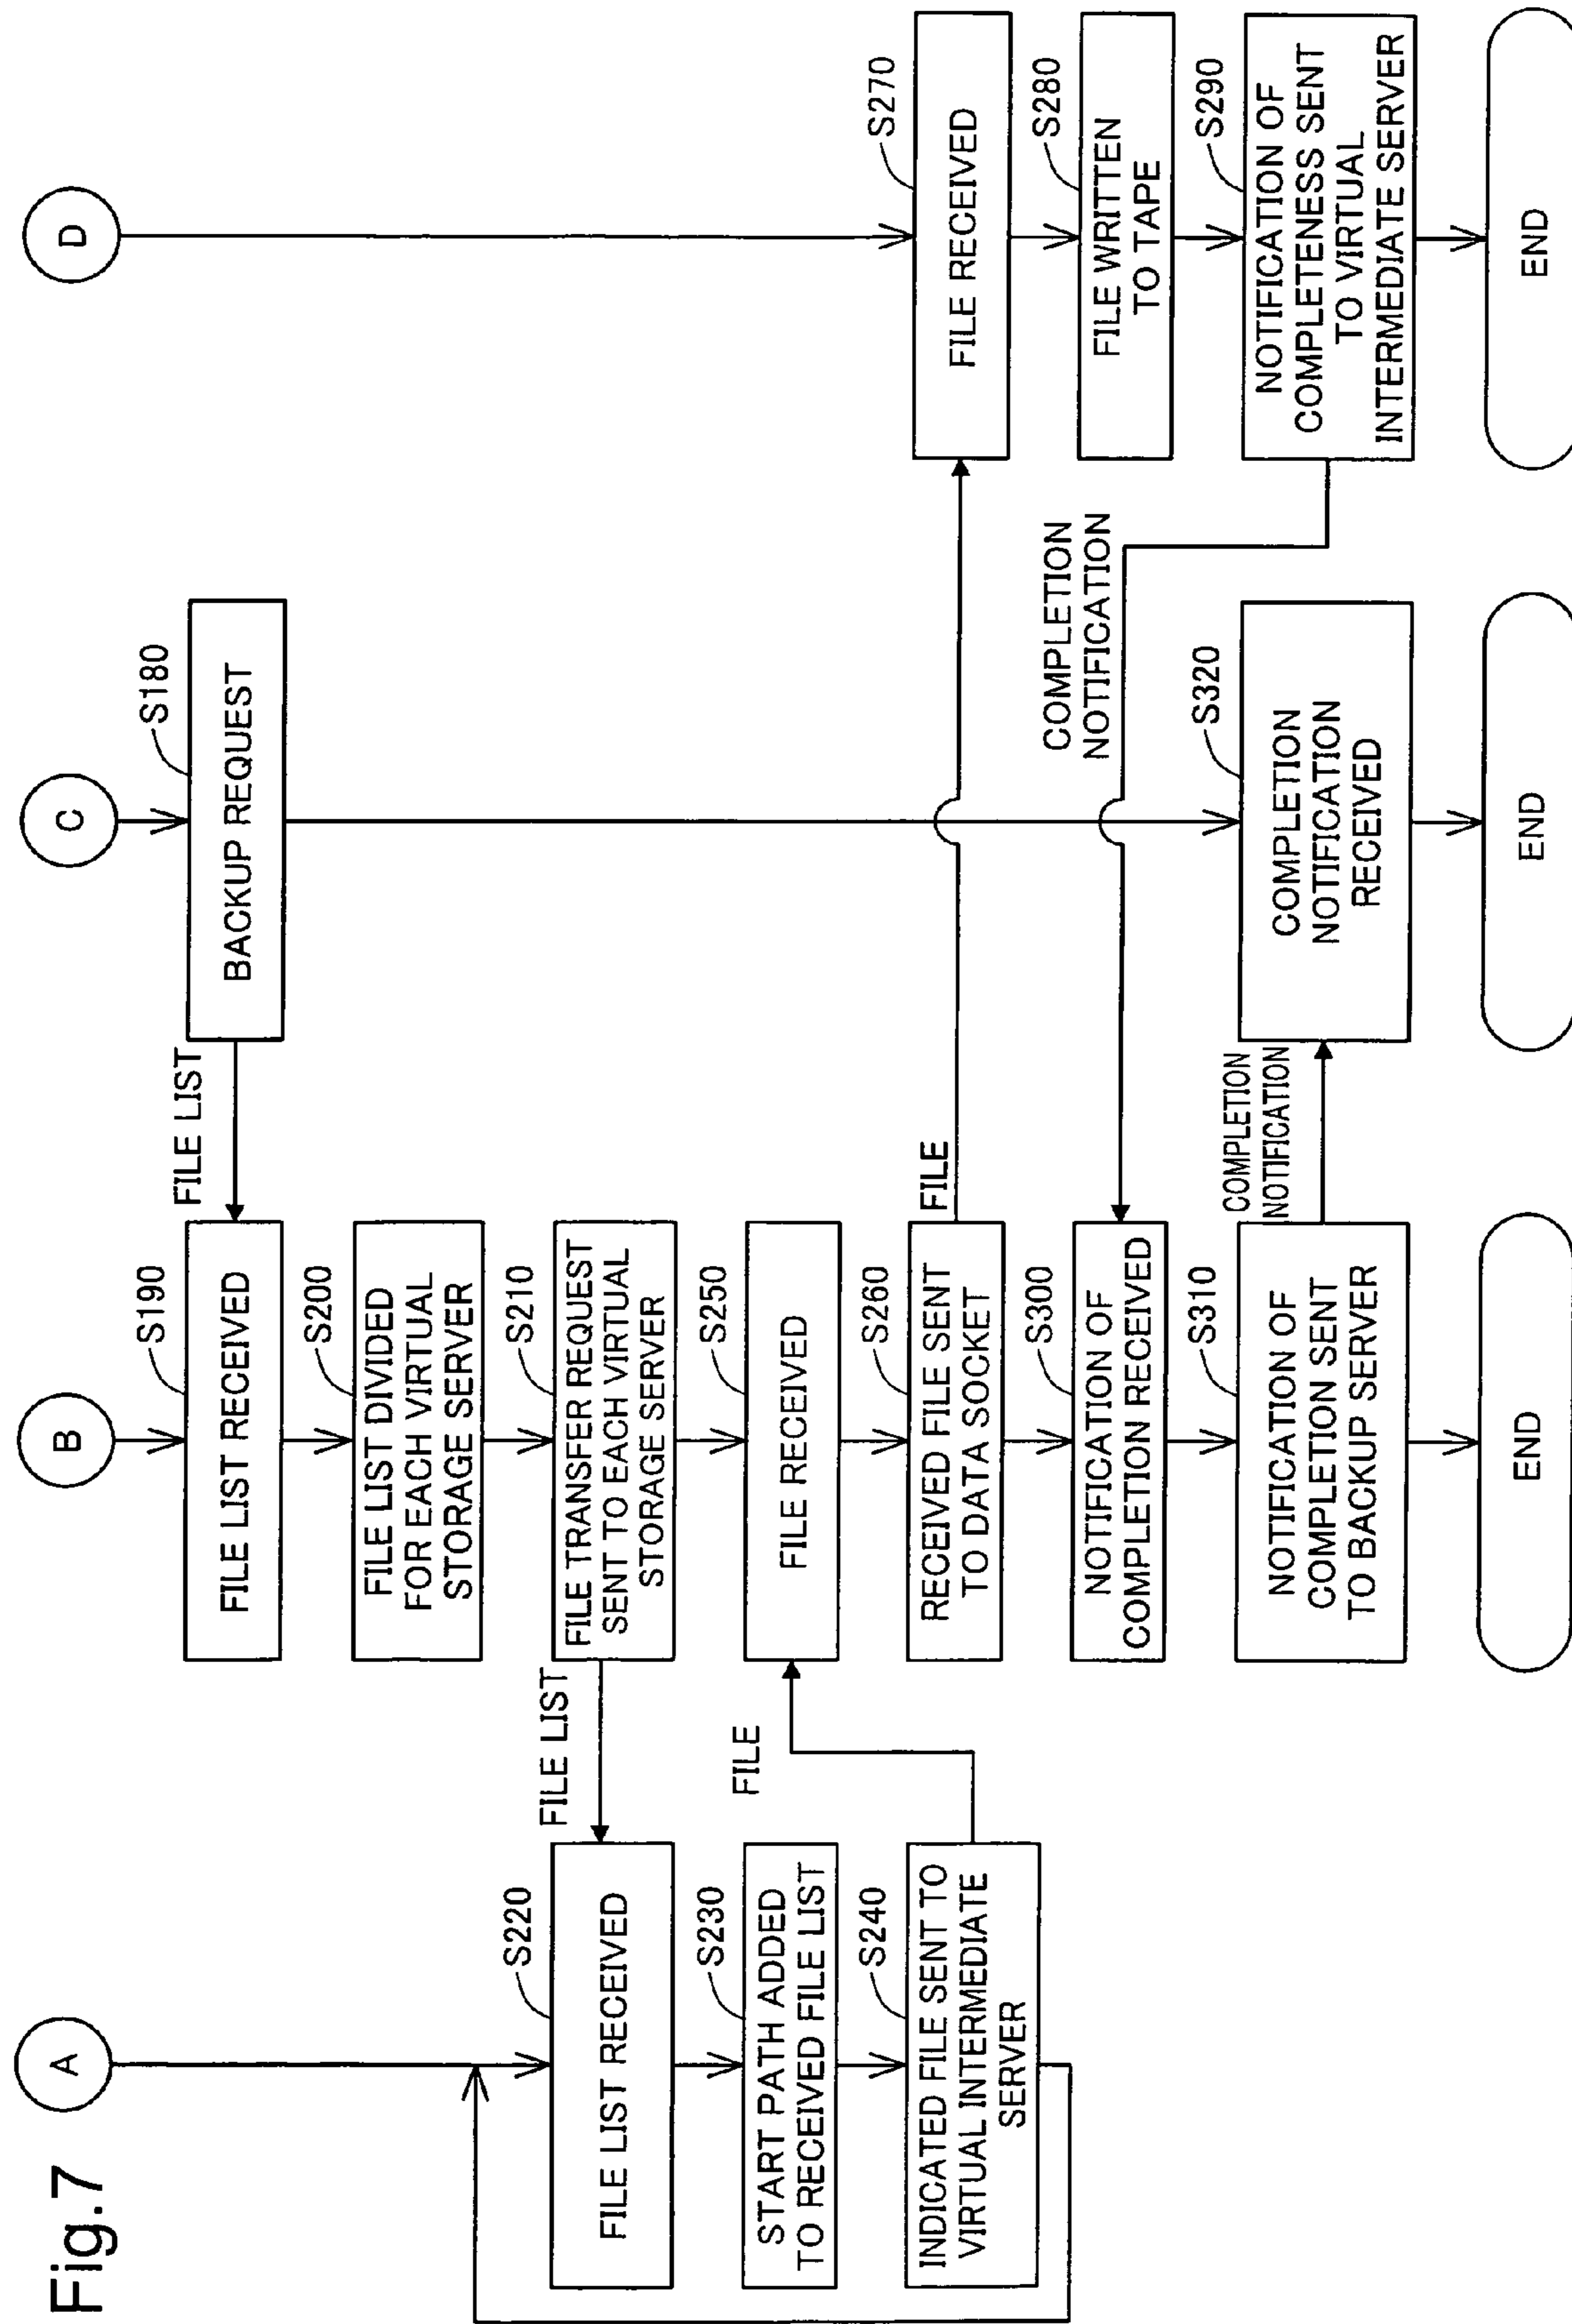 Fig.7
A
S220
FILE LIST RECEIVED
S230
START PATH ADDED
TO RECEIVED FILE LIST
S240
INDICATED FILE SENT TO
VIRTUAL INTERMEDIATE
SERVER
FILE LIST
FILE
B
S190
FILE LIST RECEIVED
S200
FILE LIST DIVIDED
FOR EACH VIRTUAL
STORAGE SERVER
S210
FILE TRANSFER REQUEST
SENT TO EACH VIRTUAL
STORAGE SERVER
S250
FILE RECEIVED
S260
RECEIVED FILE SENT
TO DATA SOCKET
S300
NOTIFICATION OF
COMPLETION RECEIVED
S310
NOTIFICATION OF
COMPLETION SENT
TO BACKUP SERVER
END
FILE LIST
FILE
COMPLETION
NOTIFICATION
C
S180
BACKUP REQUEST
S320
COMPLETION
NOTIFICATION
RECEIVED
END
COMPLETION
NOTIFICATION
D
S270
FILE RECEIVED
S280
FILE WRITTEN
TO TAPE
S290
NOTIFICATION OF
COMPLETENESS SENT
TO VIRTUAL
INTERMEDIATE SERVER
END